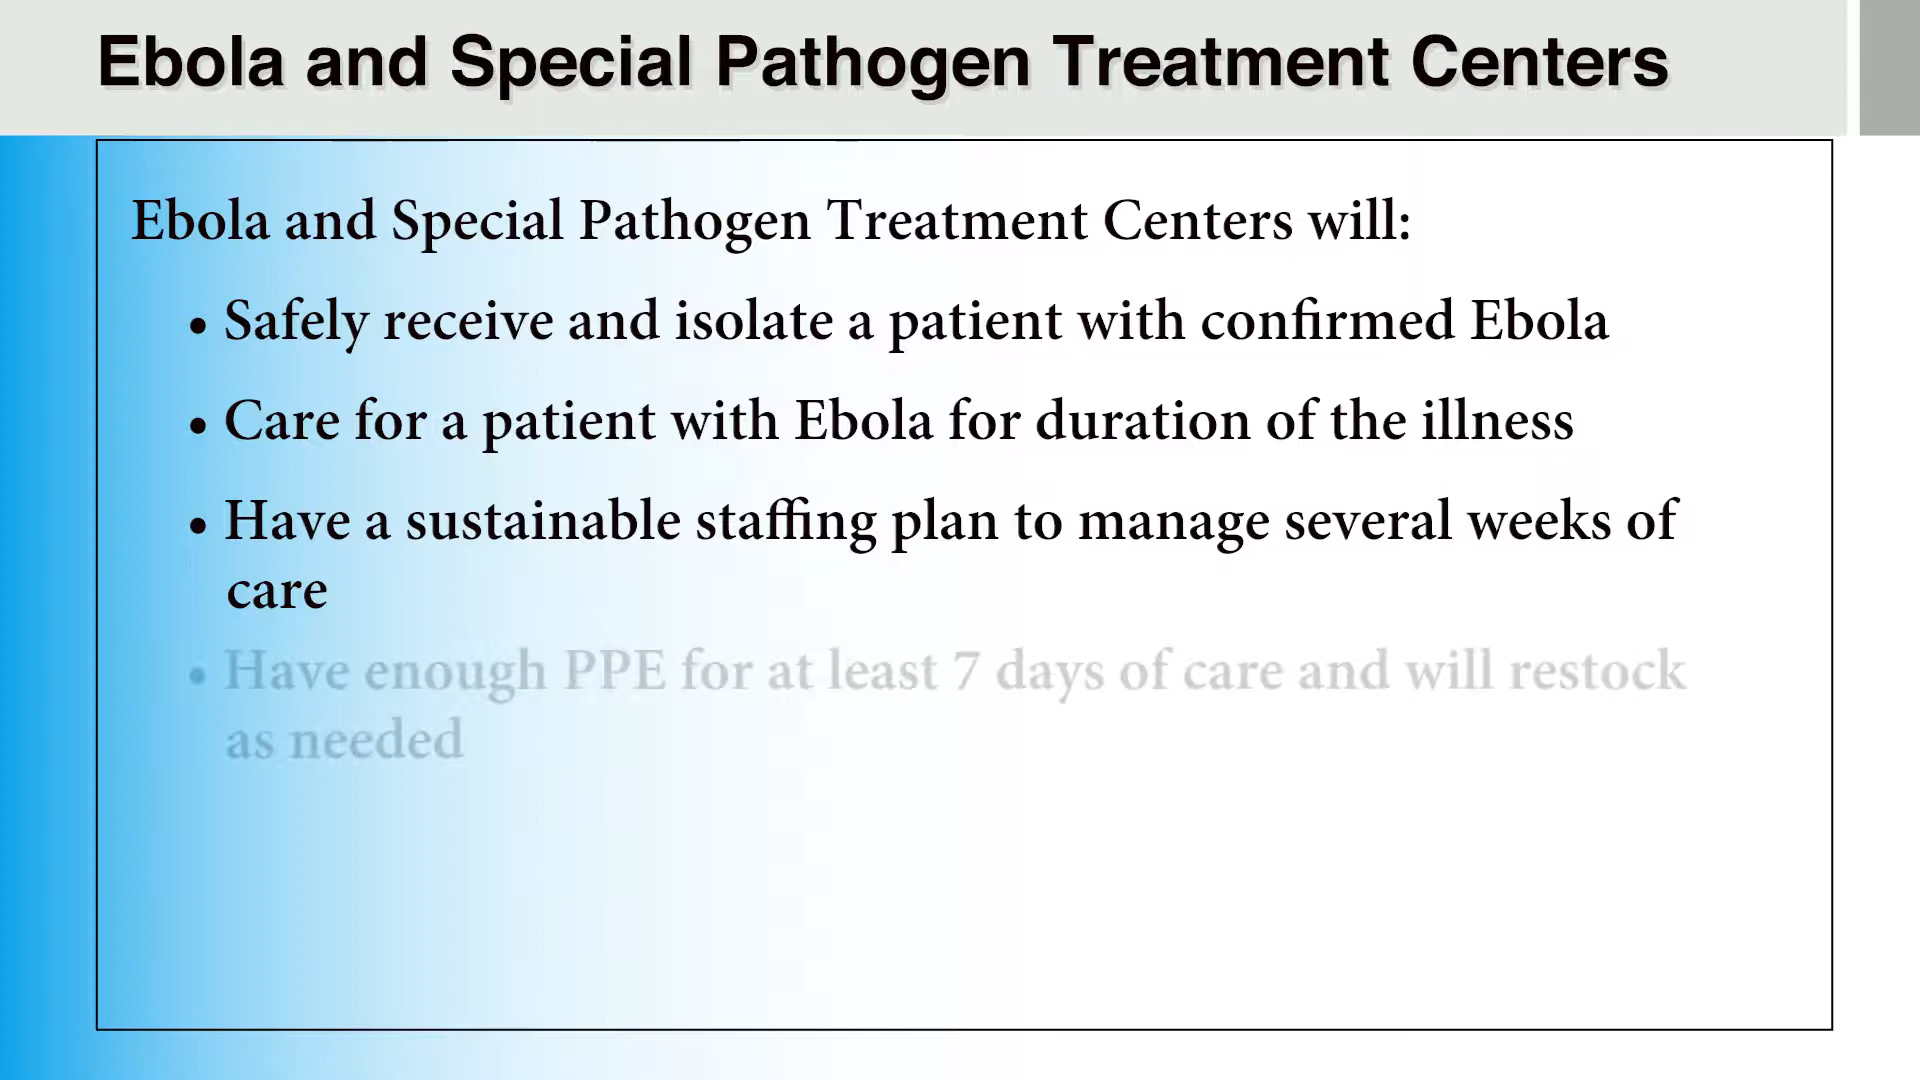 Ebola and Special Pathogen Treatment Centers
Ebola and Special Pathogen Treatment Centers will:
• Safely receive and isolate a patient with confirmed Ebola
• Care for a patient with Ebola for duration of the illness
• Have a sustainable staffing plan to manage several weeks of
care
• Have enough PPE for at least 7 days of care and will restock
as needed